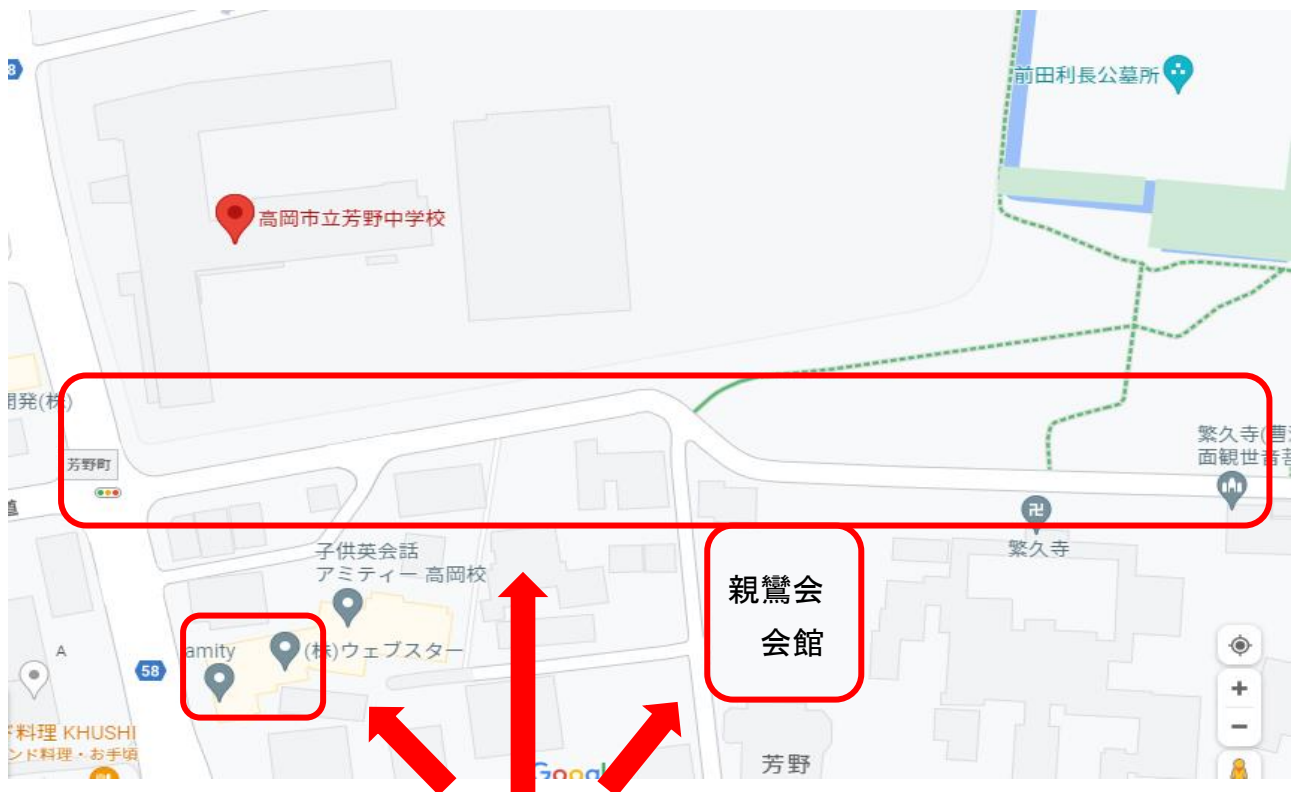 前田利長公墓所
高岡市立芳野中学校
開発(株)
芳野町
繁久寺(曹
面観世音菩
繁久寺
子供英会話
アミティー 高岡校
親鸞会
会館
amity
(株)ウェブスター
A
58
料理 KHUSHI
ンド料理・お手頃
芳野
Google